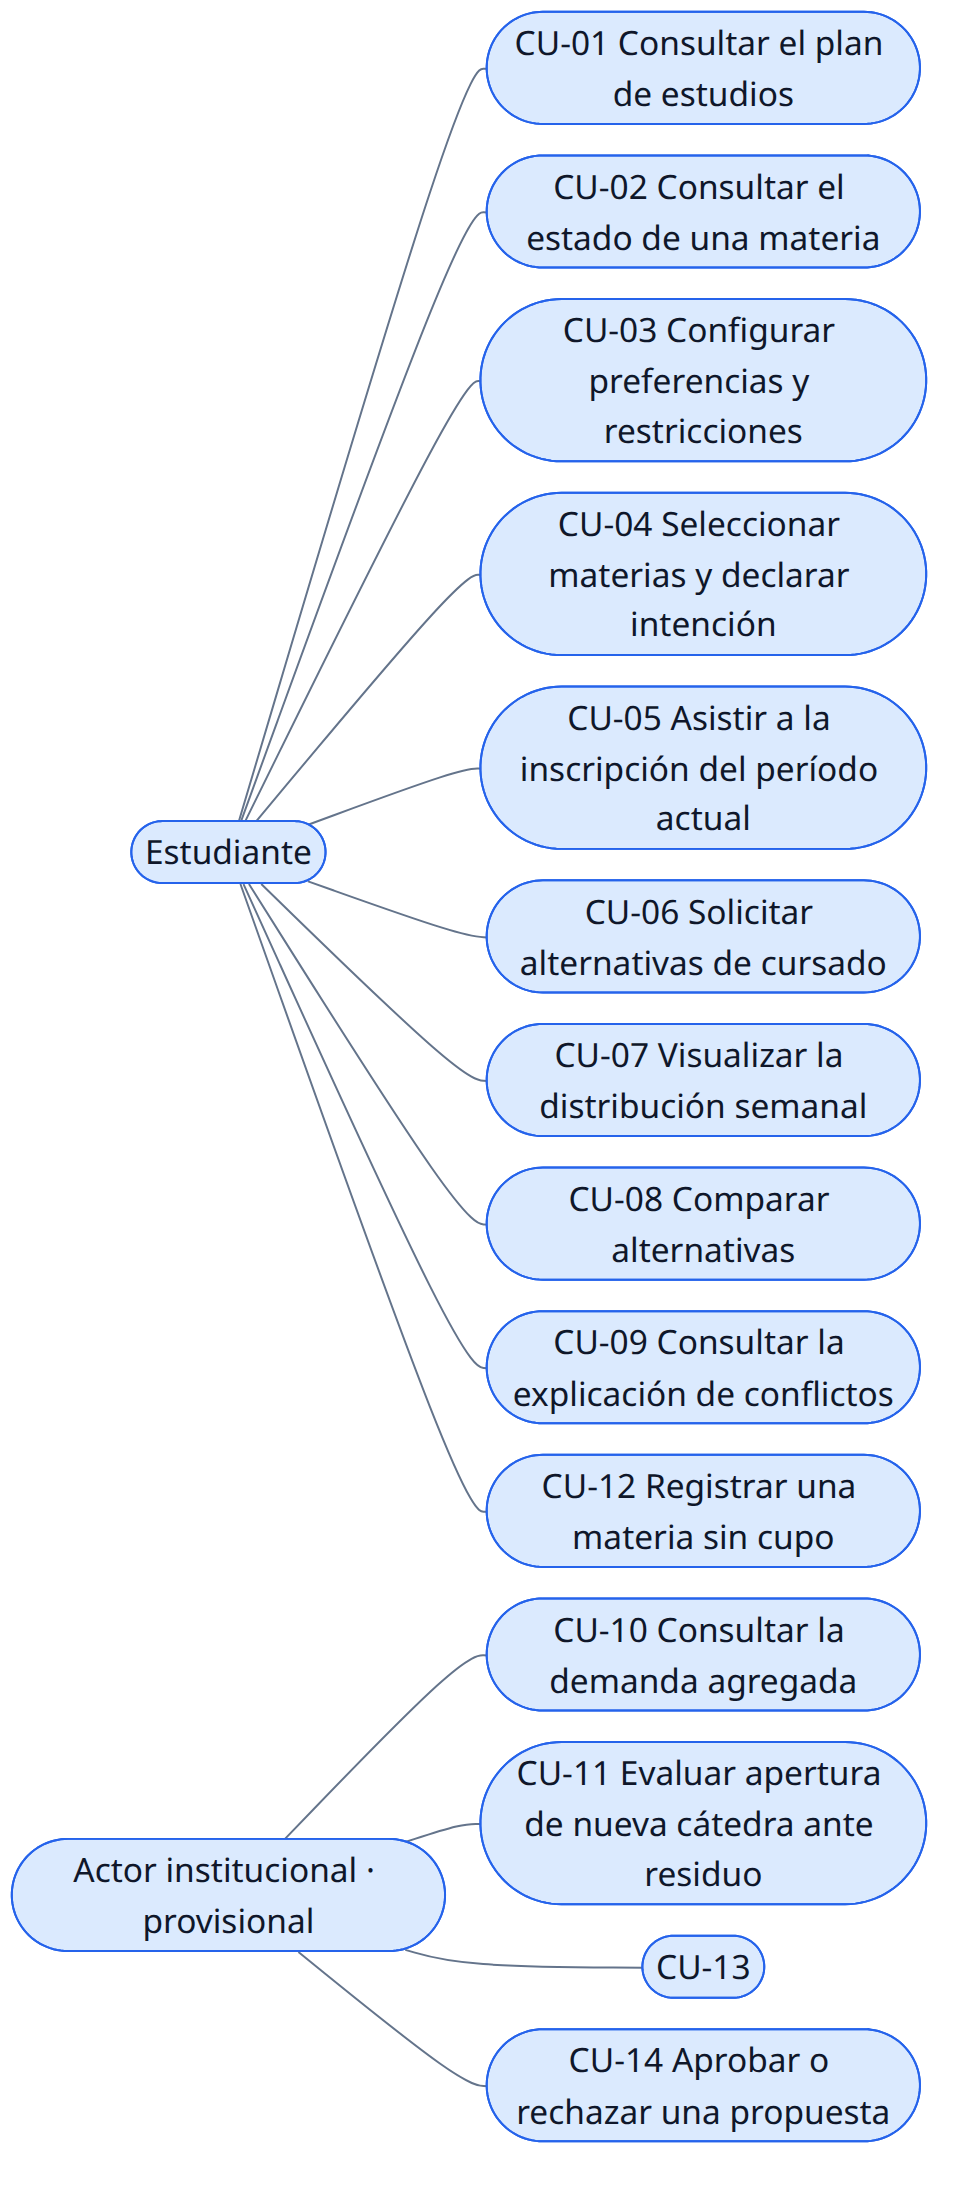 CU-01 Consultar el plan
de estudios
CU-02 Consultar el
estado de una materia
CU-03 Configurar
preferencias y
restricciones
CU-04 Seleccionar
materias y declarar
intención
CU-05 Asistir a la
inscripción del período
actual
Estudiante
CU-06 Solicitar
alternativas de cursado
CU-07 Visualizar la
distribución semanal
CU-08 Comparar
alternativas
CU-09 Consultar la
explicación de conflictos
CU-12 Registrar una
materia sin cupo
CU-10 Consultar la
demanda agregada
CU-11 Evaluar apertura
de nueva cátedra ante
residuo
Actor institucional ·
provisional
CU-13
CU-14 Aprobar o
rechazar una propuesta